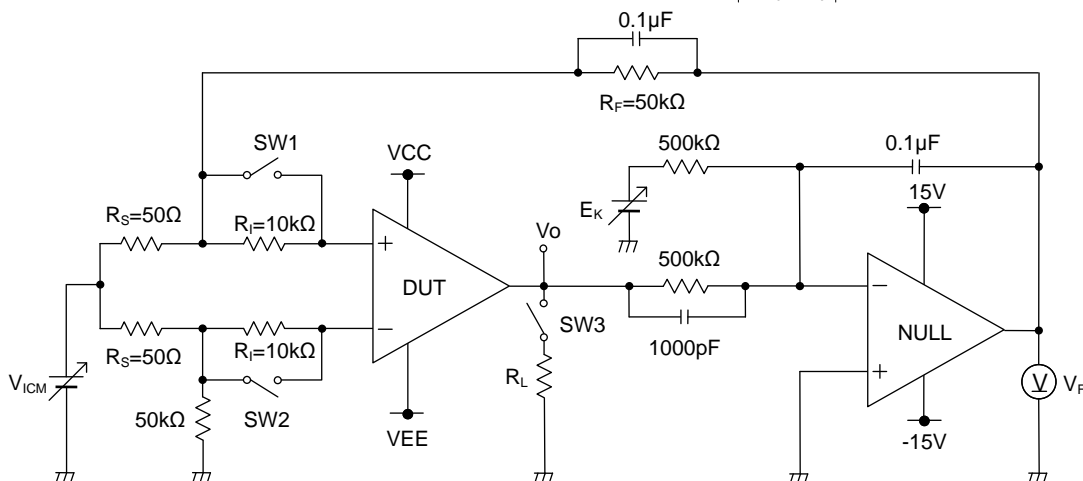 0.1µF
RF=50kΩ
SW1
VCC
500kΩ
0.1µF
15V
RS=50Ω
RI=10kΩ
EK
Vo
500kΩ
DUT
NULL
SW3
1000pF
RS=50Ω
RI=10kΩ
VICM
RL
V
50kΩ
SW2
VEE
-15V